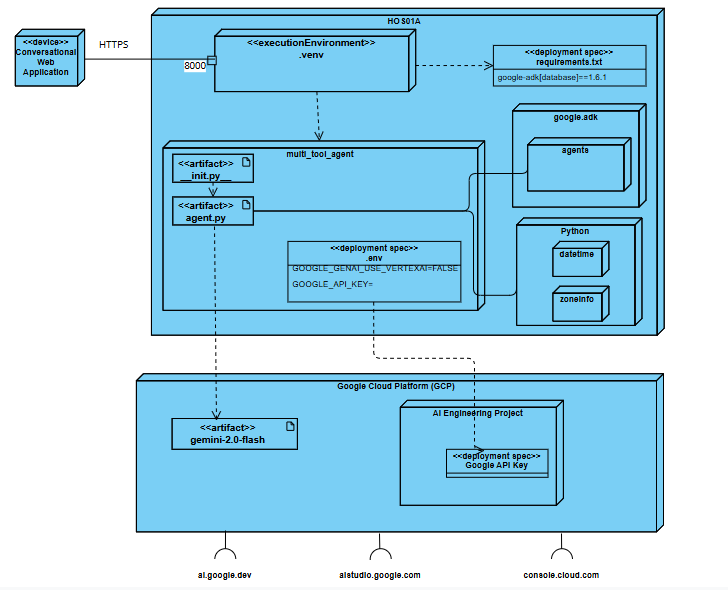 HOS01A
<<device>>
Conversational
Web
Application
HTTPS
8000
<<executionEnvironment>>
.venv
<<deployment spec>>
requirements.txt
google-adk[database]==1.6.1
google.adk
agents
multi_tool_agent
<<artifact>>
__init.py__
<<artifact>>
agent.py
<<deployment spec>>
.env
GOOGLE_GENAI_USE_VERTEXAI=FALSE
GOOGLE_API_KEY=
Python
datetime
zoneinfo
Google Cloud Platform (GCP)
<<artifact>>
gemini-2.0-flash
AI Engineering Project
<<deployment spec>>
Google API Key
ai.google.dev
aistudio.google.com
console.cloud.com